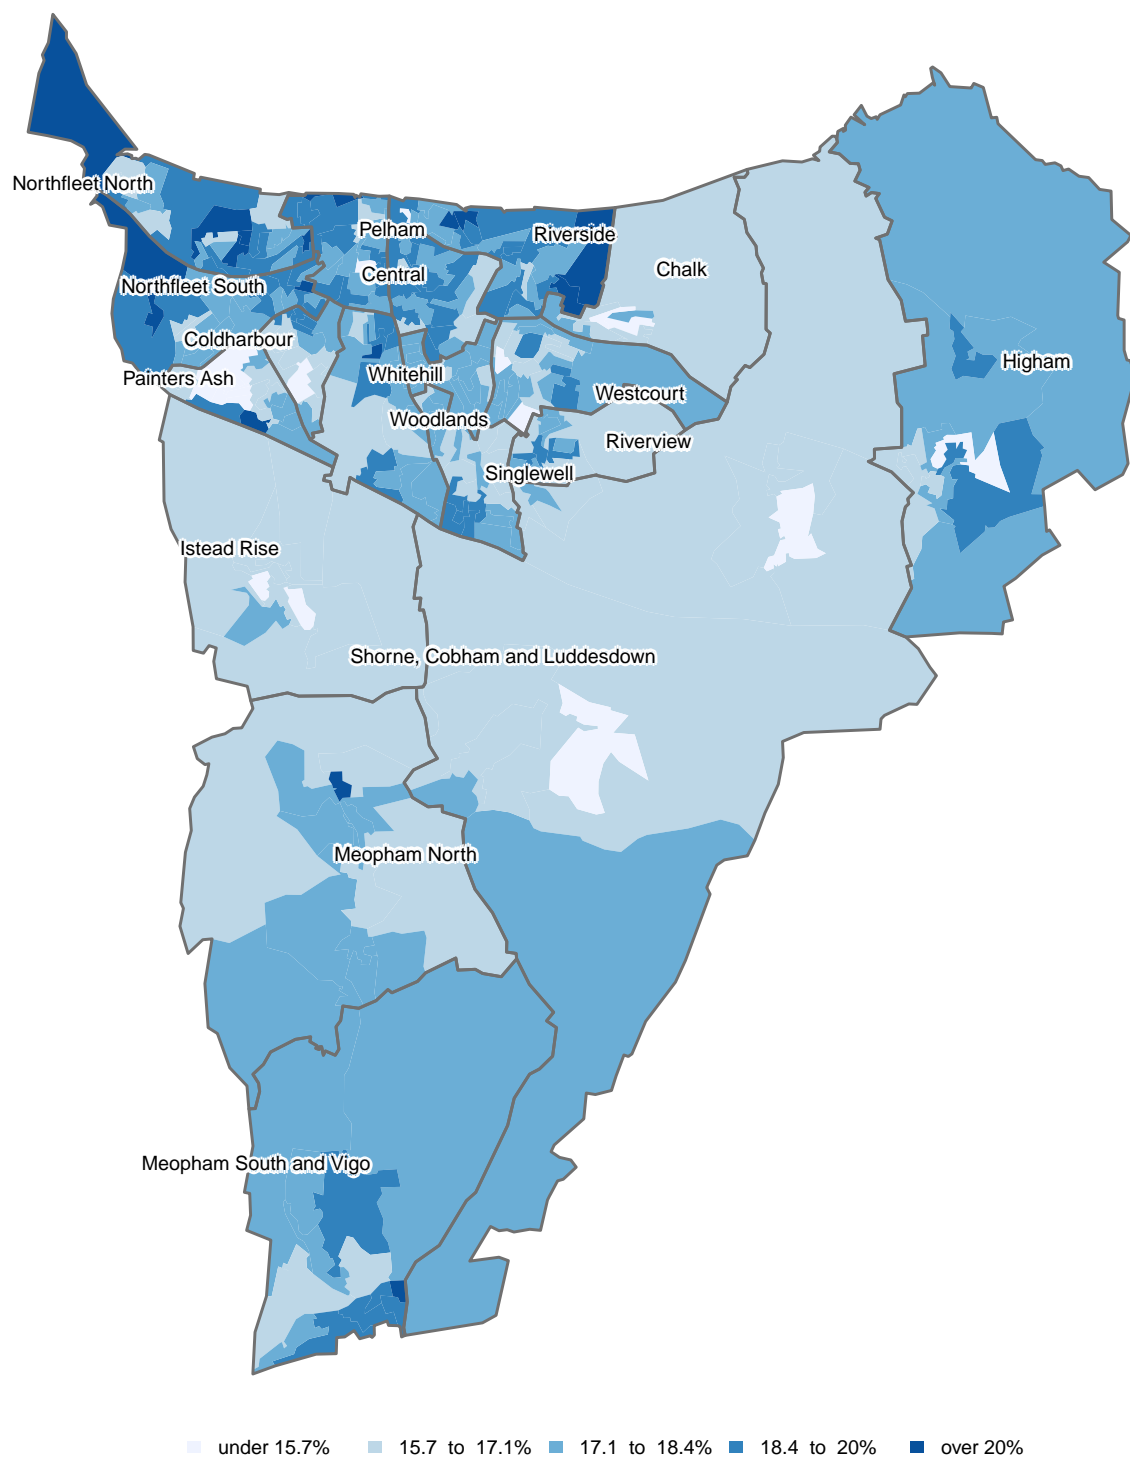 Northfleet North
Pelham
Riverside
Central
Chalk
Northfleet South
Coldharbour
Higham
Whitehill
Painters Ash
Westcourt
Woodlands
Riverview
Singlewell
Istead Rise
Shorne, Cobham and Luddesdown
Meopham North
Meopham South and Vigo
under 15.7% 15.7 to 17.1% 17.1 to 18.4% 18.4 to 20% over 20%